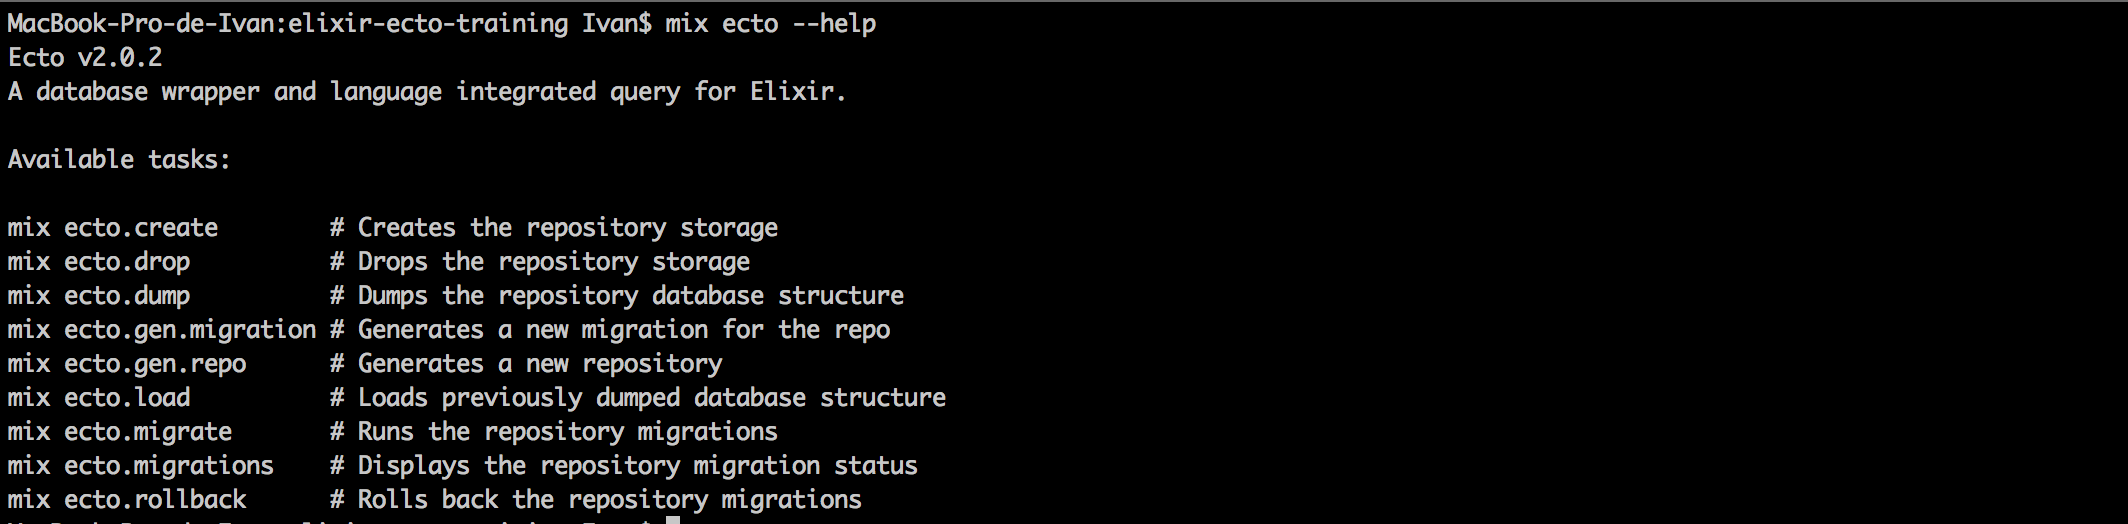 MacBook-Pro-de-Ivan:elixir-ecto-training Ivan$ mix ecto --help
Ecto v2.0.2
A database wrapper and language integrated query for Elixir.
Available tasks:
mix ecto.create        # Creates the repository storage
mix ecto.drop          # Drops the repository storage
mix ecto.dump          # Dumps the repository database structure
mix ecto.gen.migration # Generates a new migration for the repo
mix ecto.gen.repo      # Generates a new repository
mix ecto.load          # Loads previously dumped database structure
mix ecto.migrate       # Runs the repository migrations
mix ecto.migrations    # Displays the repository migration status
mix ecto.rollback      # Rolls back the repository migrations